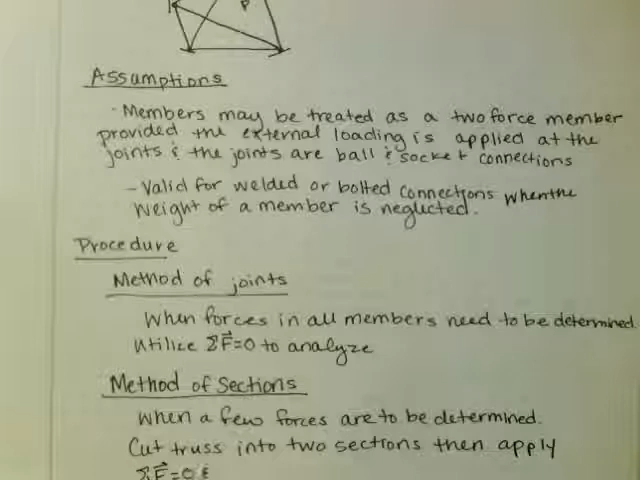 P
Assumptions
- Members may be treated as a two force member
provided the external loading is applied at the
joints & the joints are ball & socket connections
- Valid for welded or bolted connections when the
weight of a member is neglected.
Procedure
Method of joints
When forces in all members need to be determined
Utilize ΣF⃗=0 to analyze
Method of Sections
When a few forces are to be determined.
Cut truss into two sections then apply
ΣF⃗=0 &